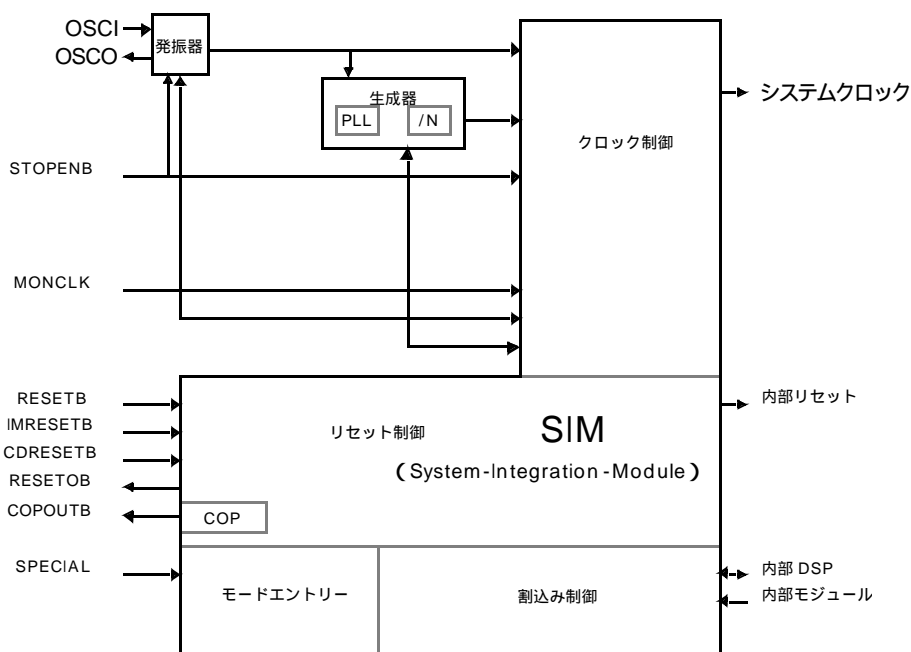 OSCI
OSCO
発振器
生成器
PLL
/N
クロック制御
システムクロック
STOPENB
MONCLK
RESETB
IMRESETB
CDRESETB
RESETOB
COPOUTB
COP
リセット制御
SIM
(System-Integration-Module)
内部リセット
SPECIAL
モードエントリー
割込み制御
内部 DSP
内部モジュール